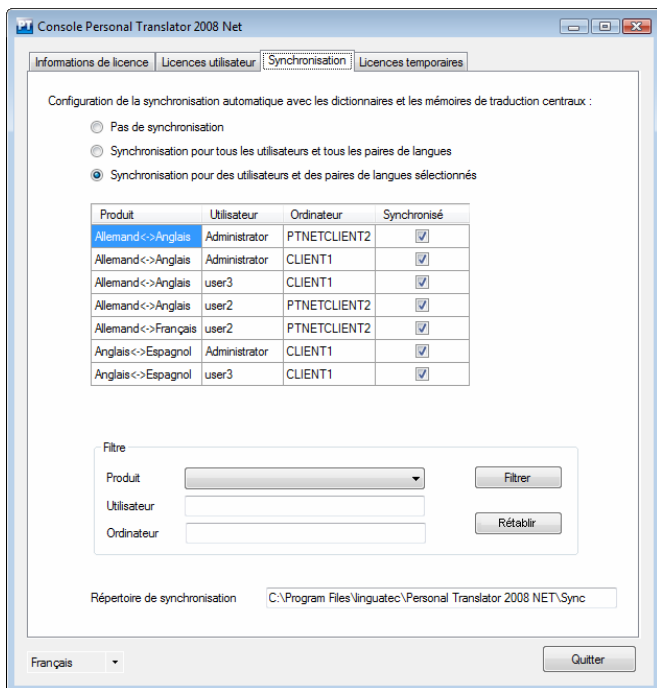 PT Console Personal Translator 2008 Net
Informations de licence Licences utilisateur Synchronisation Licences temporaires
Configuration de la synchronisation automatique avec les dictionnaires et les mémoires de traduction centraux :
Pas de synchronisation
Synchronisation pour tous les utilisateurs et tous les paires de langues
Synchronisation pour des utilisateurs et des paires de langues sélectionnés
Produit Utilisateur Ordinateur Synchronisé
Allemand<->Anglais Administrator PTNETCLIENT2
Allemand<->Anglais Administrator CLIENT1
Allemand<->Anglais user3 CLIENT1
Allemand<->Anglais user2 PTNETCLIENT2
Allemand<->Français user2 PTNETCLIENT2
Anglais<->Espagnol Administrator CLIENT1
Anglais<->Espagnol user3 CLIENT1
Filtre
Produit Filtrer
Utilisateur
Rétablir
Ordinateur
Répertoire de synchronisation C:\Program Files\linguatec\Personal Translator 2008 NET\Sync
Français Quitter